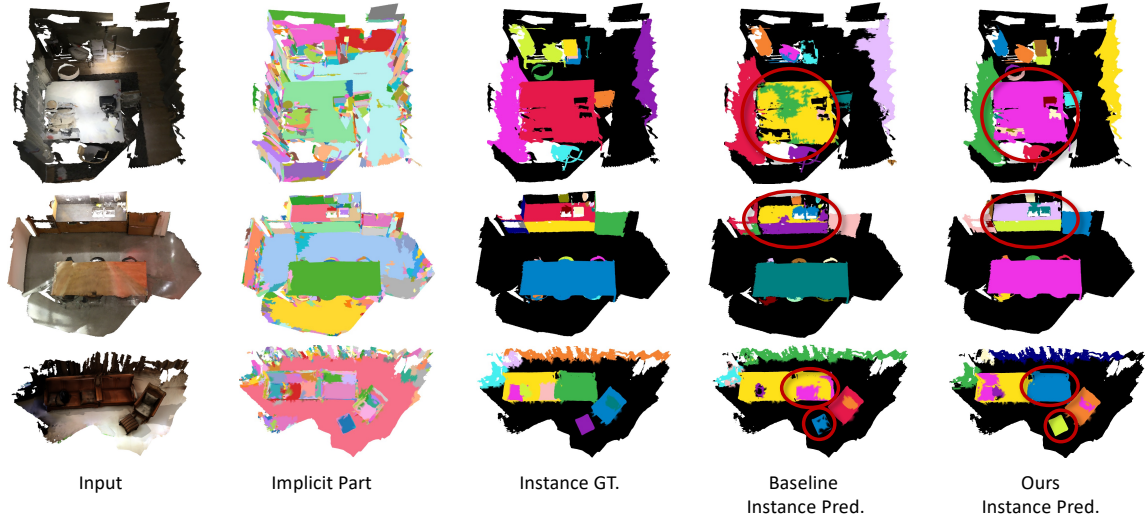 Input
Implicit Part
Instance GT.
Baseline
Instance Pred.
Ours
Instance Pred.